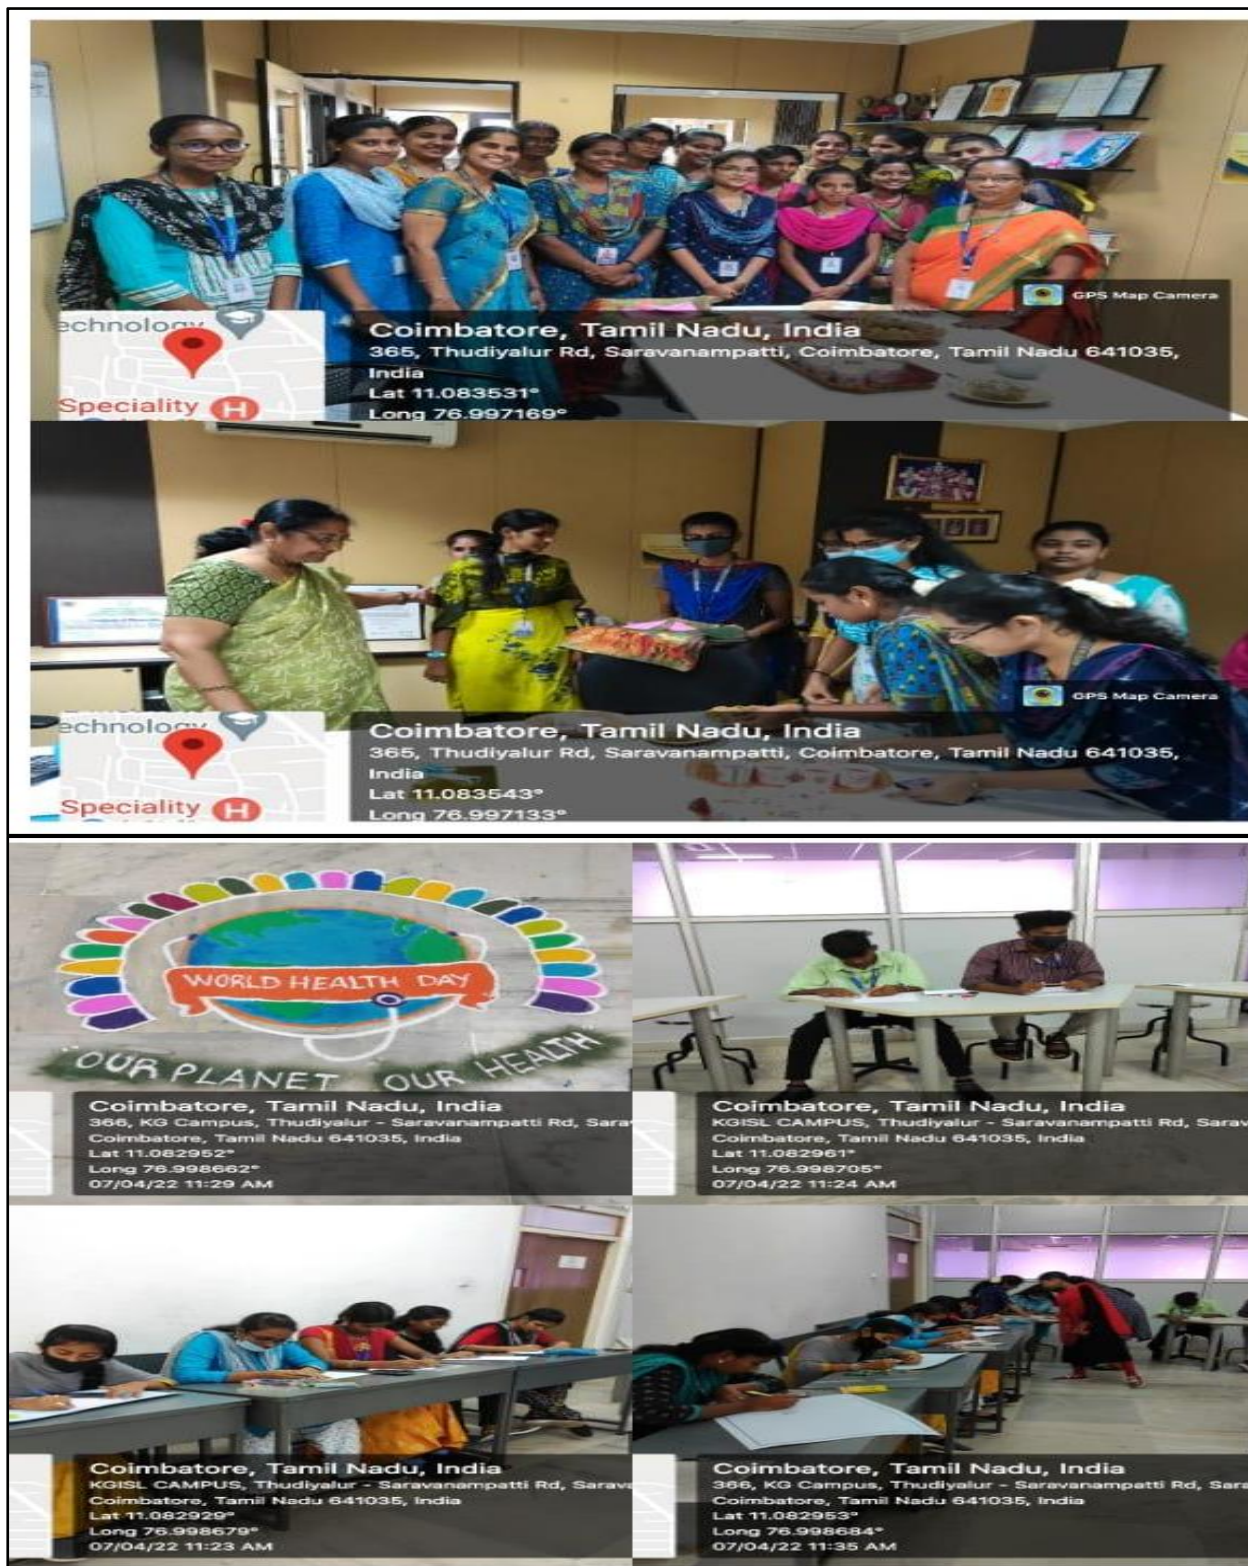 echnology
Speciality
H
GPS Map Camera
Coimbatore, Tamil Nadu, India
365, Thudiyalur Rd, Saravanampatti, Coimbatore, Tamil Nadu 641035,
India
Lat 11.083531°
Long 76.997169°
echnology
Speciality
H
GPS Map Camera
Coimbatore, Tamil Nadu, India
365, Thudiyalur Rd, Saravanampatti, Coimbatore, Tamil Nadu 641035,
India
Lat 11.083543°
Long 76.997133°
WORLD HEALTH DAY
"OUR PLANET OUR HEALTH"
Coimbatore, Tamil Nadu, India
366, KG Campus, Thudiyalur - Saravanampatti Rd, Sara
Coimbatore, Tamil Nadu 641035, India
Lat 11.082952°
Long 76.998662°
07/04/22 11:29 AM
Coimbatore, Tamil Nadu, India
KGISL CAMPUS, Thudiyalur - Saravanampatti Rd, Sarav
Coimbatore, Tamil Nadu 641035, India
Lat 11.082961°
Long 76.998705°
07/04/22 11:24 AM
Coimbatore, Tamil Nadu, India
KGISL CAMPUS, Thudiyalur - Saravanampatti Rd, Sarava
Coimbatore, Tamil Nadu 641035, India
Lat 11.082929°
Long 76.998679°
07/04/22 11:23 AM
Coimbatore, Tamil Nadu, India
366, KG Campus, Thudiyalur - Saravanampatti Rd, Sara
Coimbatore, Tamil Nadu 641035, India
Lat 11.082953°
Long 76.998684°
07/04/22 11:35 AM